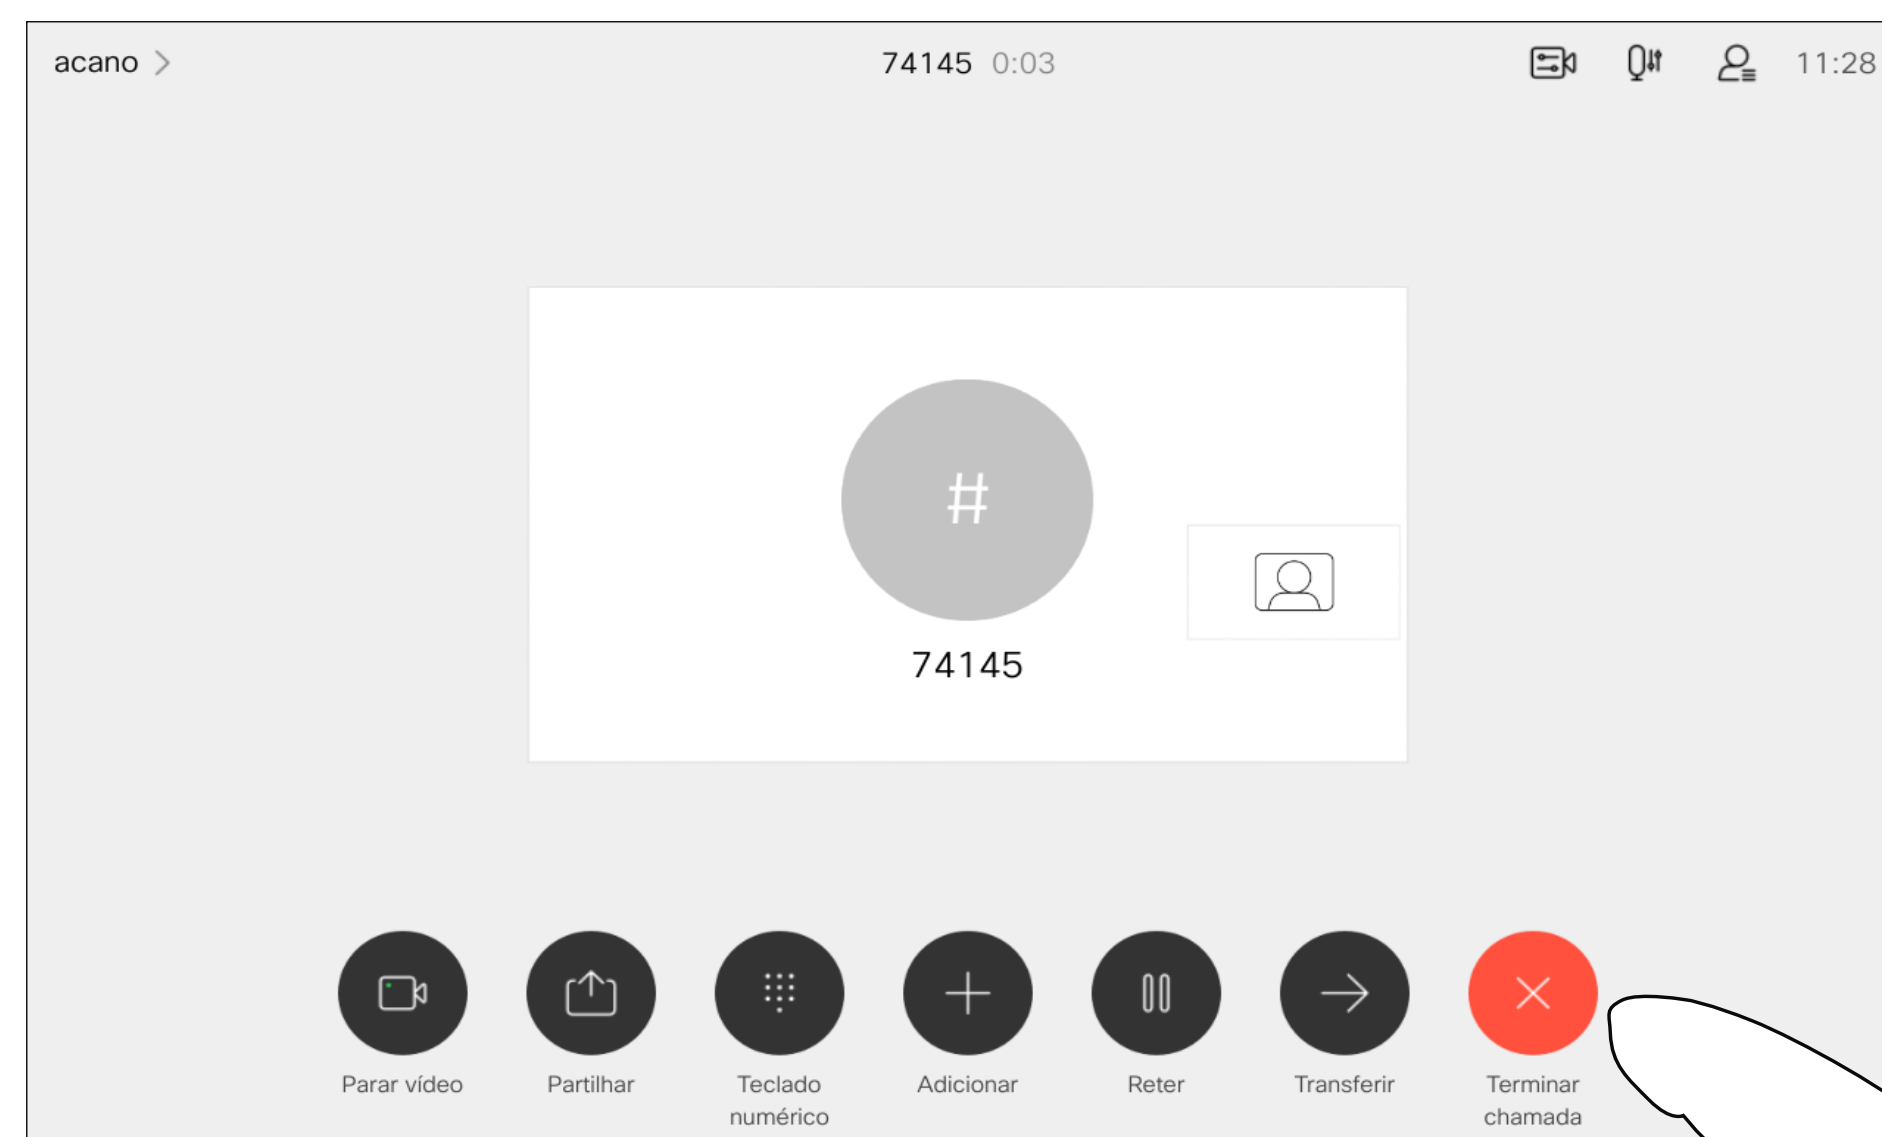 acano
74145 0:03
11:28
#
74145
Parar vídeo
Partilhar
Teclado
numérico
Adicionar
Reter
Transferir
Terminar
chamada